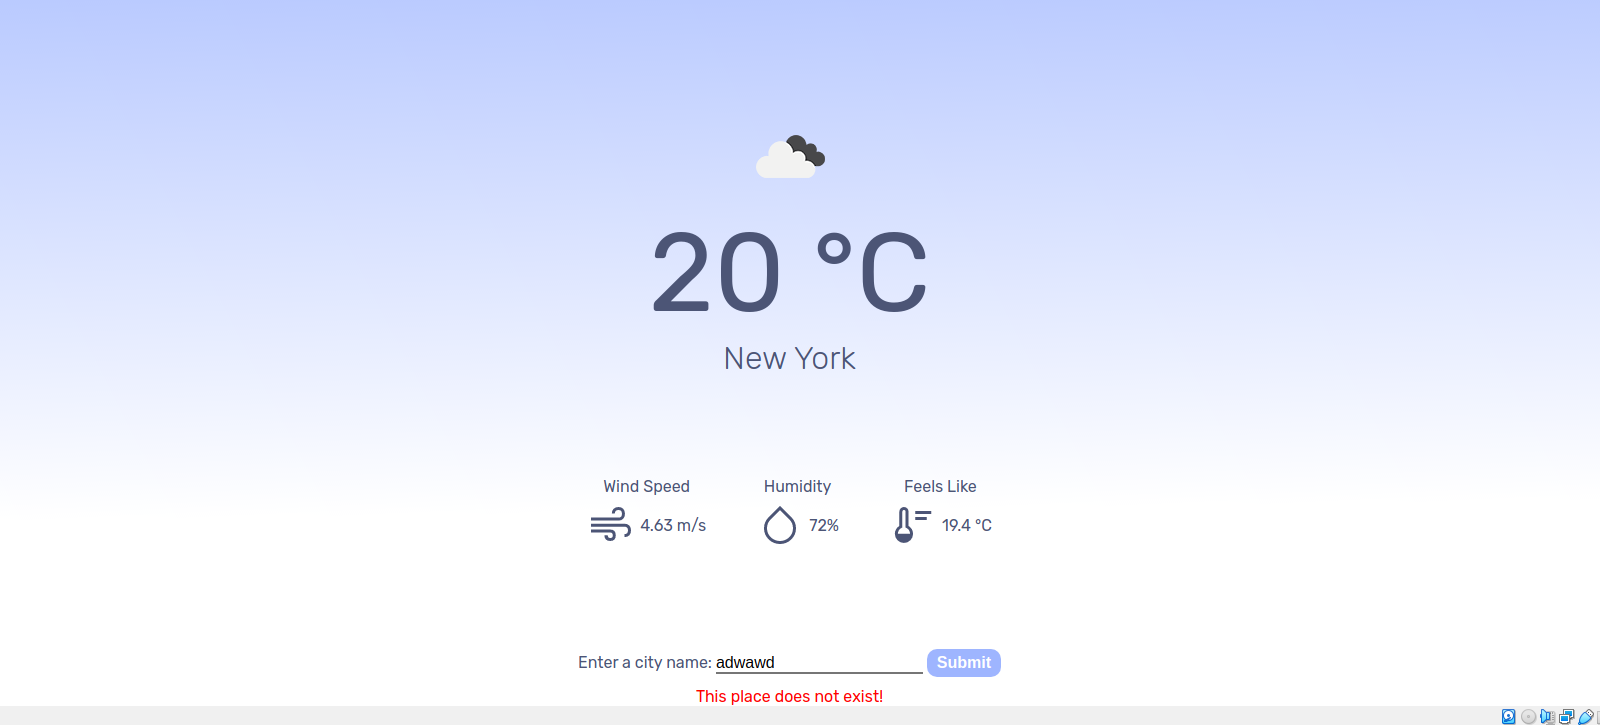 20 °C
New York
Wind Speed Humidity Feels Like
4.63 m/s 72% 19.4 °C
Enter a city name: adwawd Submit
This place does not exist!